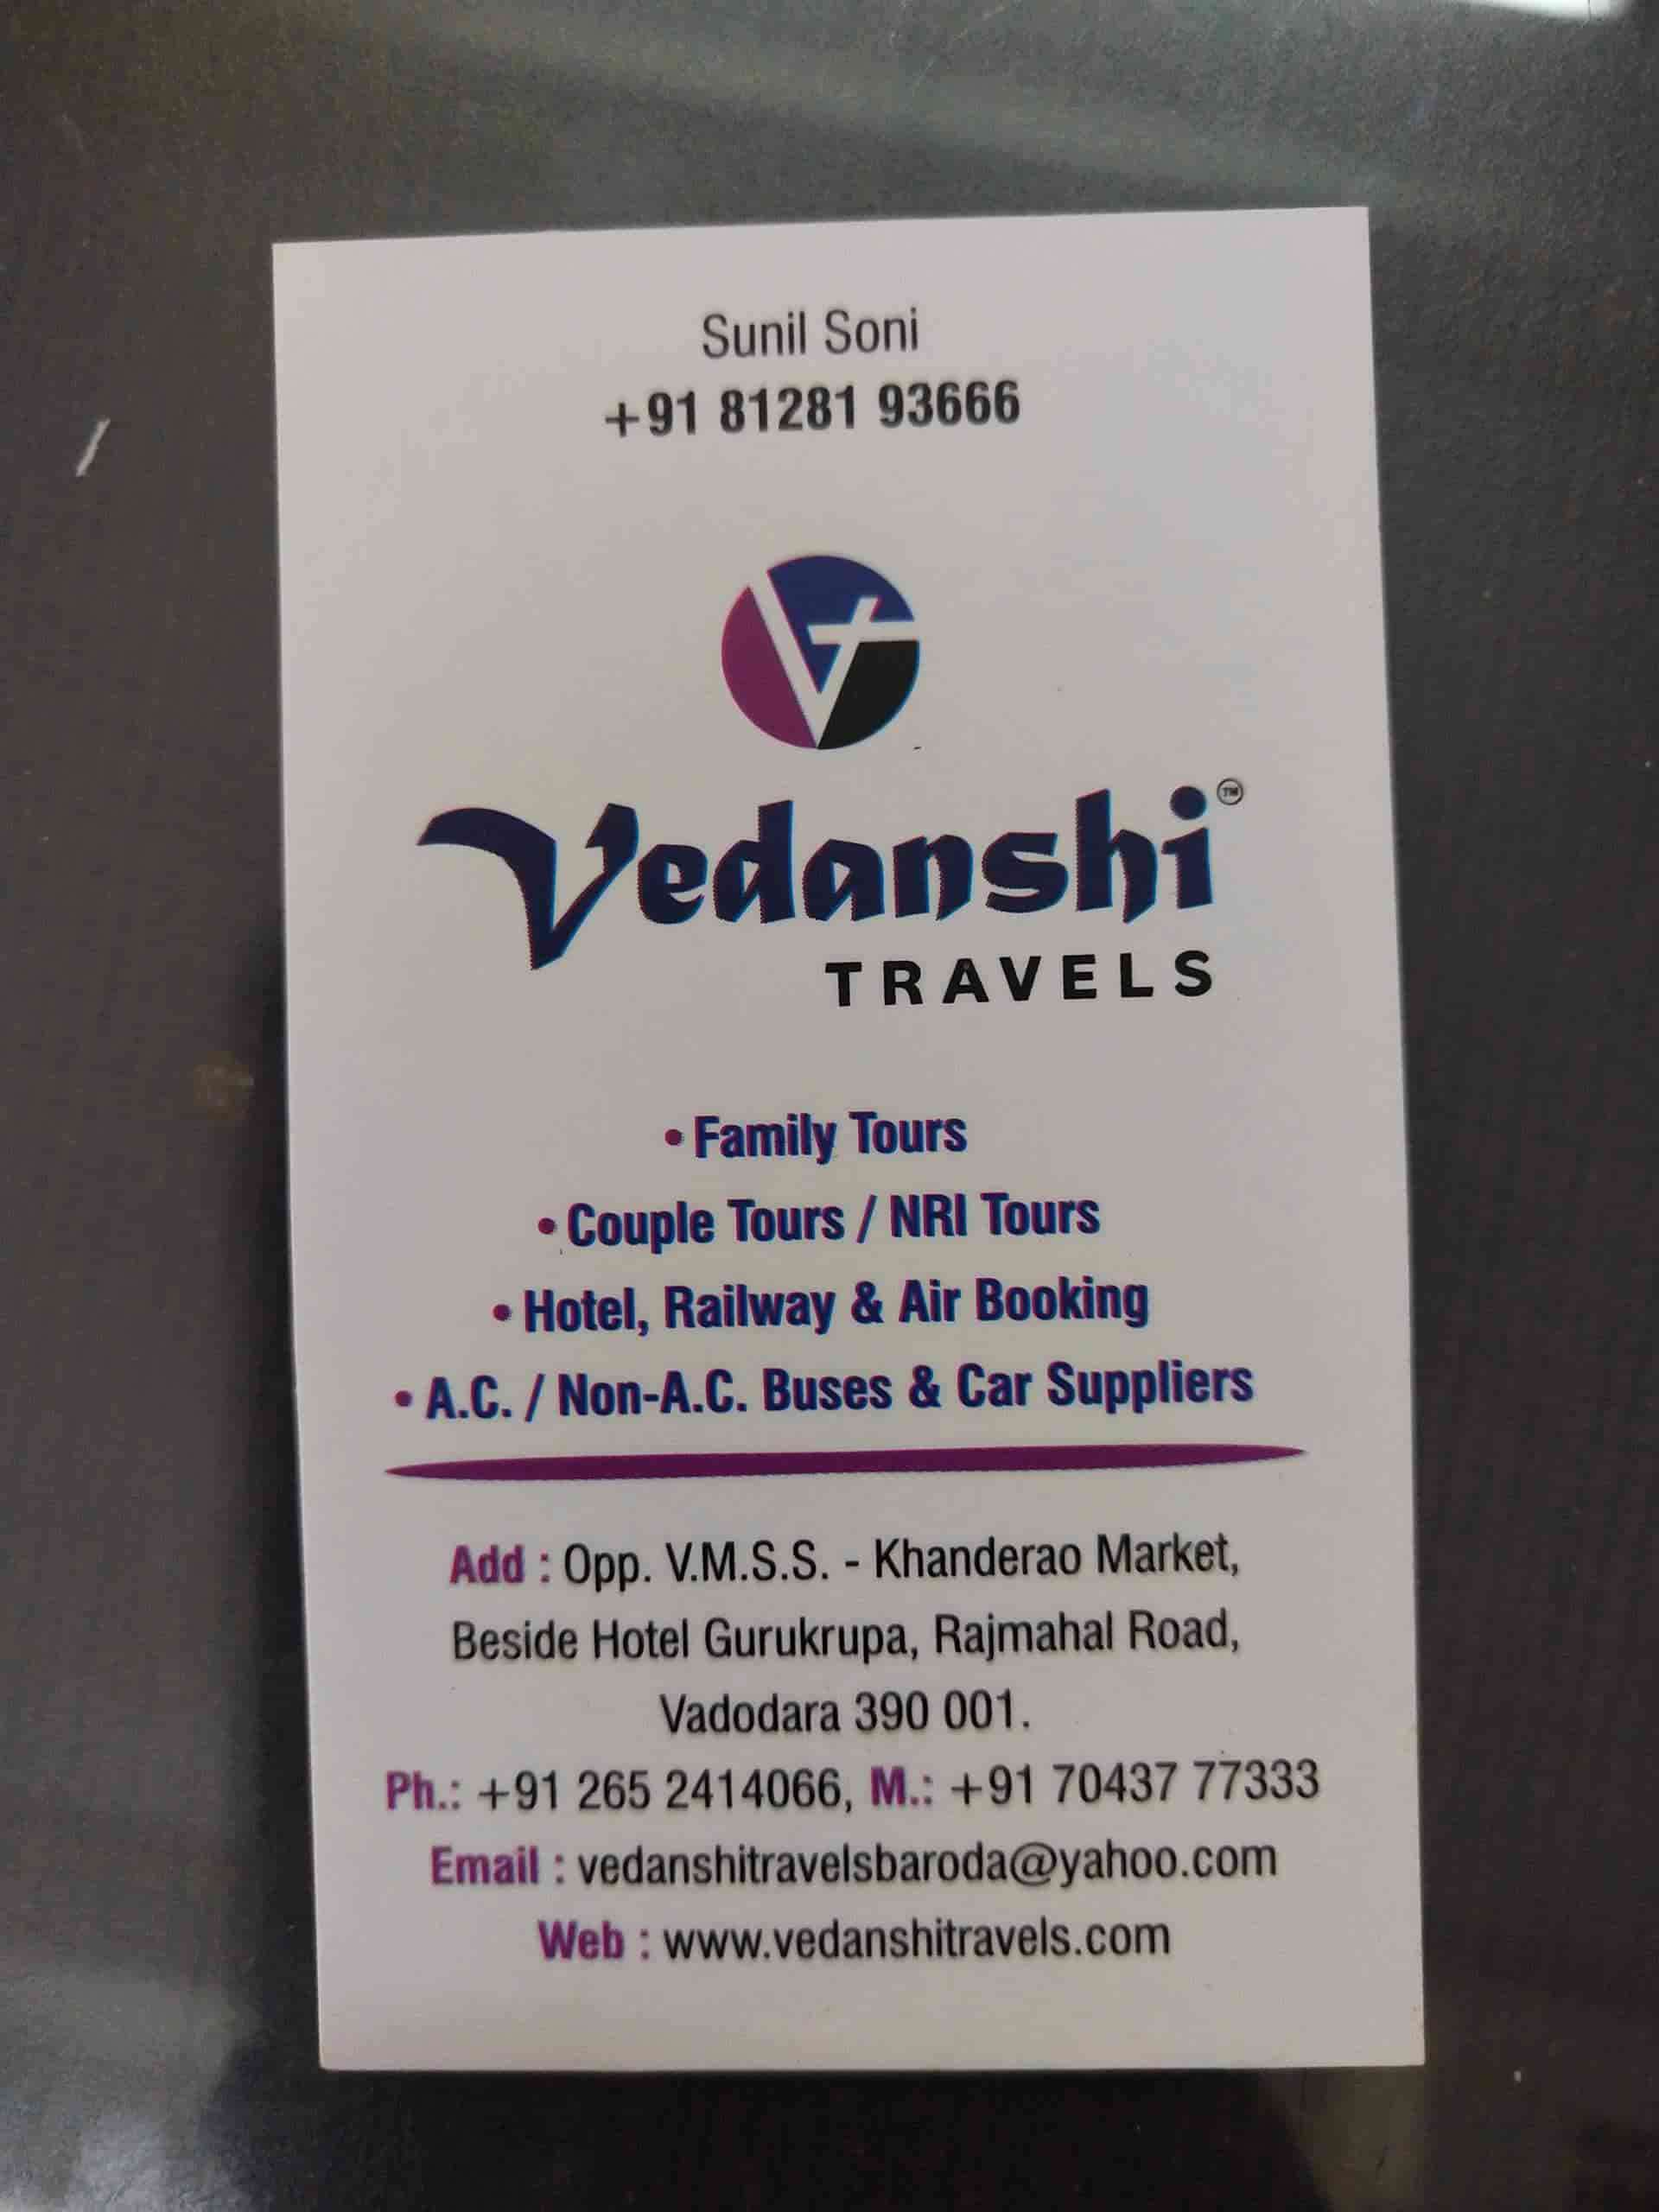 Sunil Soni
+91 81281 93666
Vedanshi™
TRAVELS
• Family Tours
• Couple Tours / NRI Tours
• Hotel, Railway & Air Booking
• A.C. / Non-A.C. Buses & Car Suppliers
Add : Opp. V.M.S.S. - Khanderao Market,
Beside Hotel Gurukrupa, Rajmahal Road,
Vadodara 390 001.
Ph.: +91 265 2414066, M.: +91 70437 77333
Email : vedanshitravelsbaroda@yahoo.com
Web : www.vedanshitravels.com